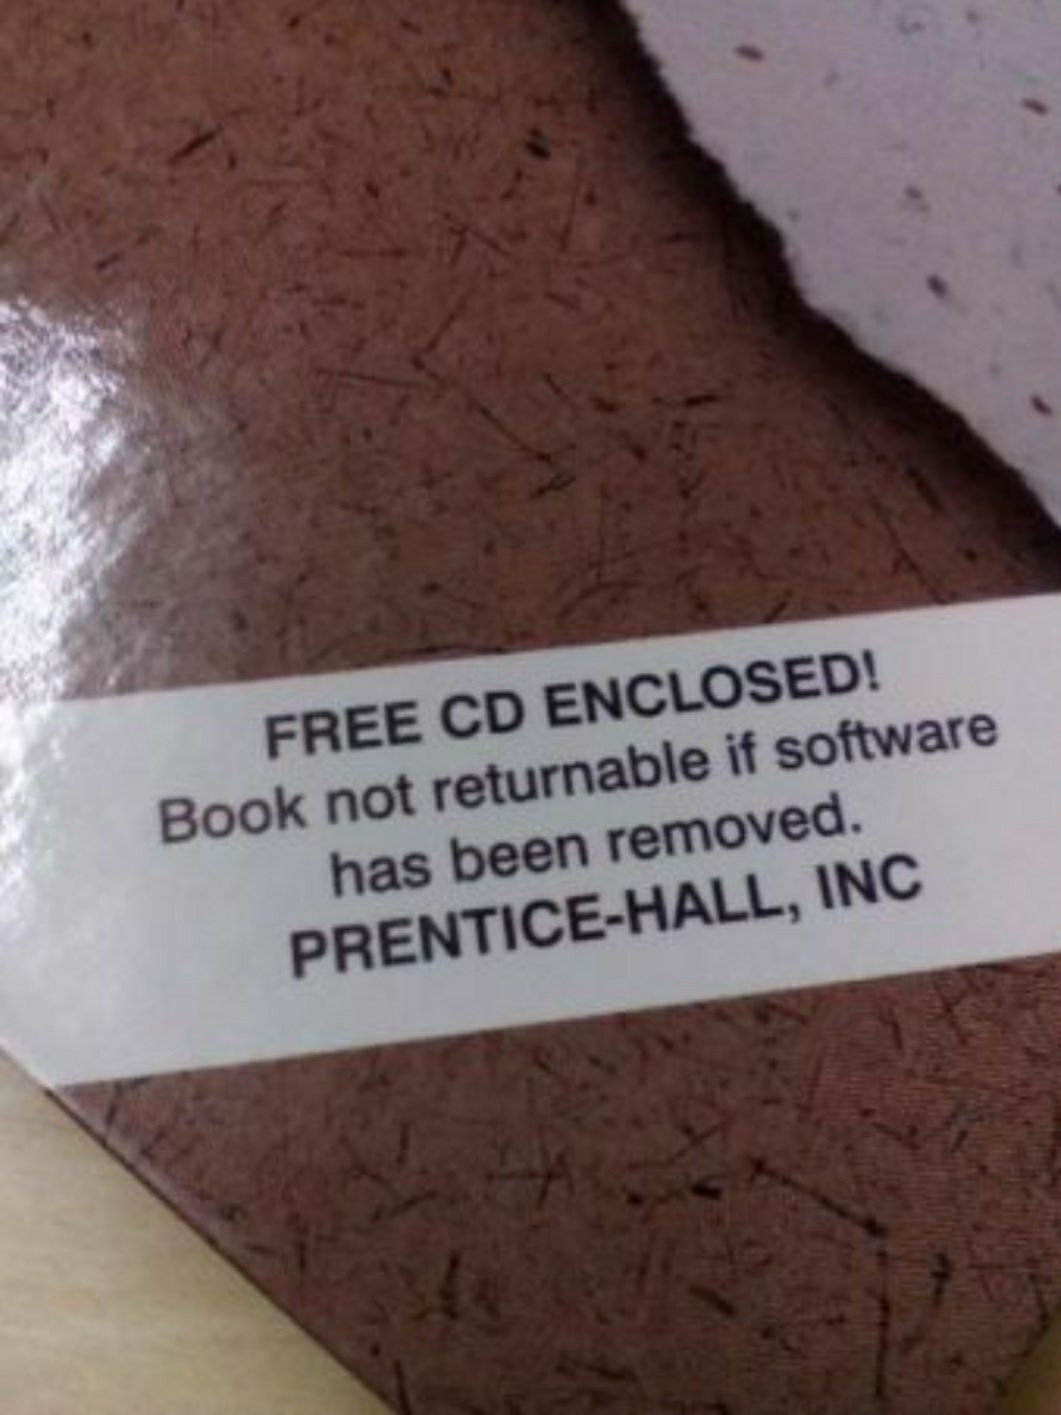 FREE CD ENCLOSED!
Book not returnable if software
has been removed.
PRENTICE-HALL, INC